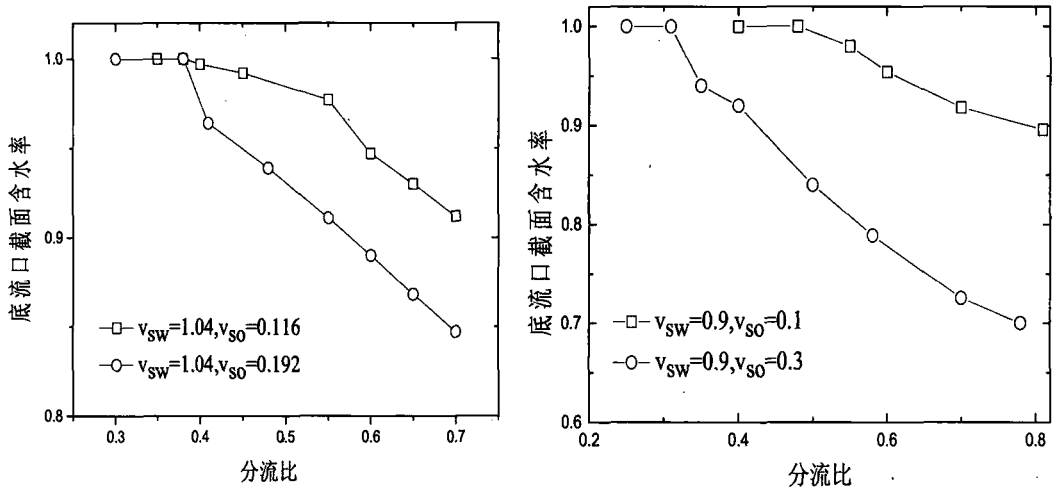 底流口截面含水率
1.0
0.9
0.8
v_SW=1.04,v_SO=0.116
v_SW=1.04,v_SO=0.192
0.3 0.4 0.5 0.6 0.7
分流比
底流口截面含水率
1.0
0.9
0.8
0.7
0.6
v_SW=0.9,v_SO=0.1
v_SW=0.9,v_SO=0.3
0.2 0.4 0.6 0.8
分流比